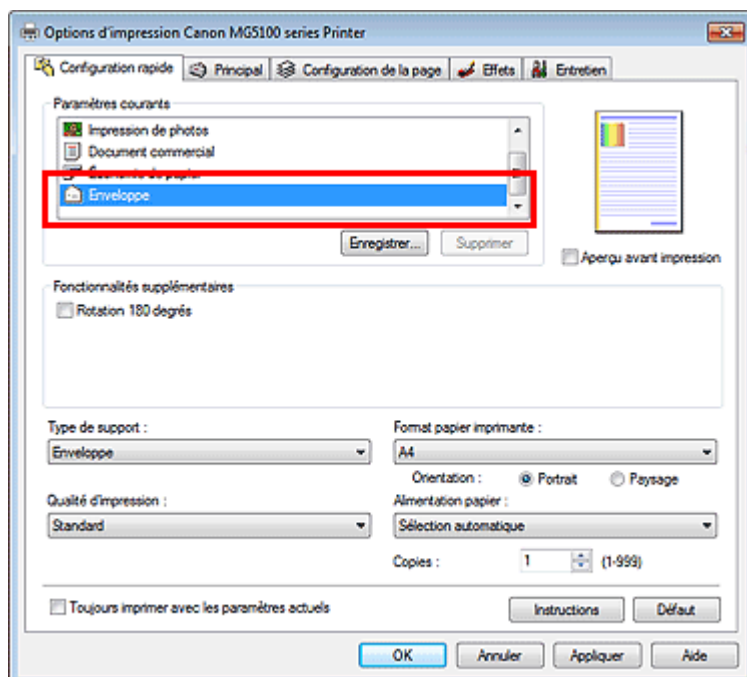 Options d'impression Canon MG5100 series Printer
Configuration rapide Principal Configuration de la page Effets Entretien
Paramètres courants
Impression de photos
Document commercial
Économie de papier
Enveloppe
Enregistrer... Supprimer
Aperçu avant impression
Fonctionnalités supplémentaires
Rotation 180 degrés
Type de support : Format papier imprimante :
Enveloppe A4
Orientation : Portrait Paysage
Qualité d'impression : Alimentation papier :
Standard Sélection automatique
Copies : 1 (1-999)
Toujours imprimer avec les paramètres actuels Instructions Défaut
OK Annuler Appliquer Aide